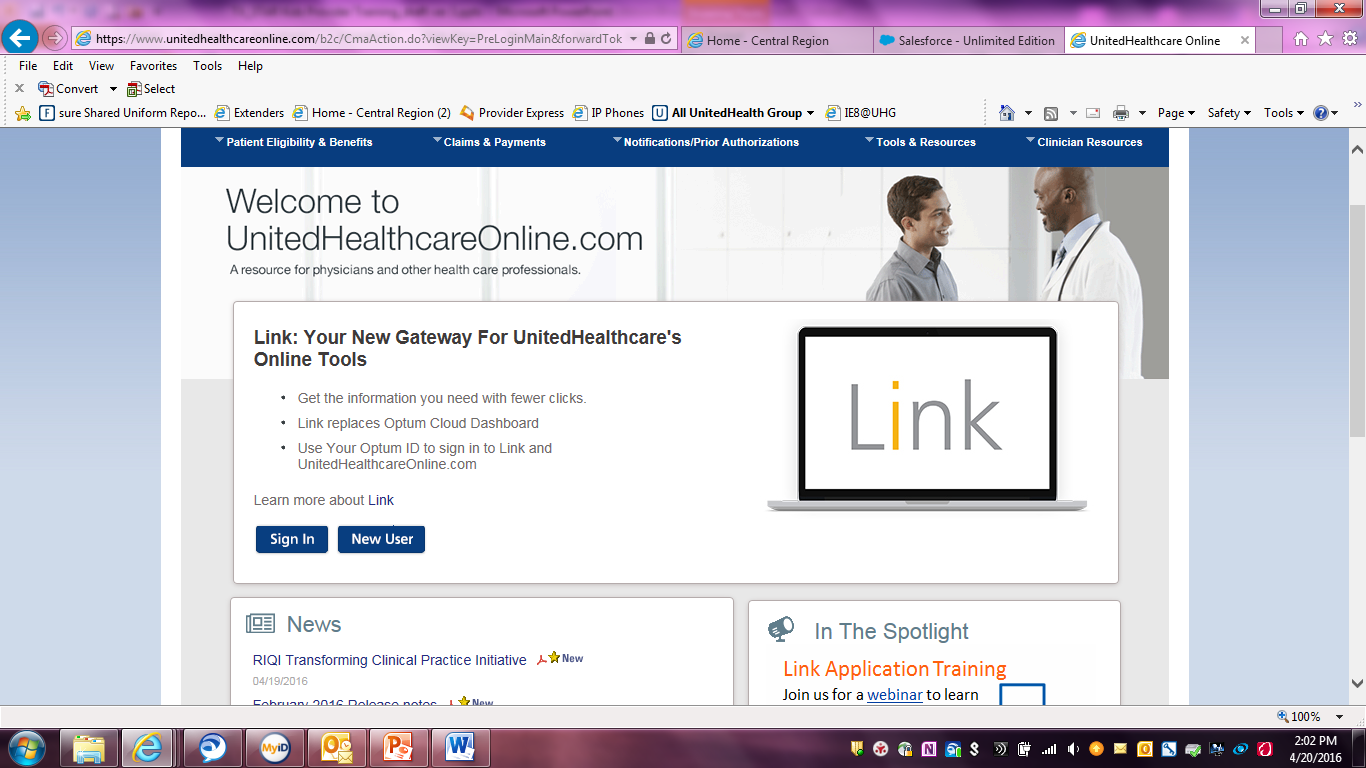 https://www.unitedhealthcareonline.com/b2c/CmaAction.do?viewKey=PreLoginMain&forwardTok
Home - Central Region
Salesforce - Unlimited Edition
UnitedHealthcare Online
File Edit View Favorites Tools Help
Convert Select
sure Shared Uniform Repo... Extenders Home - Central Region (2) Provider Express IP Phones All UnitedHealth Group IE8@UHG Page Safety Tools
Patient Eligibility & Benefits Claims & Payments Notifications/Prior Authorizations Tools & Resources Clinician Resources
Welcome to
UnitedHealthcareOnline.com
A resource for physicians and other health care professionals.
Link: Your New Gateway For UnitedHealthcare's
Online Tools
• Get the information you need with fewer clicks.
• Link replaces Optum Cloud Dashboard
• Use Your Optum ID to sign in to Link and
UnitedHealthcareOnline.com
Learn more about Link
Sign In New User
Link
News
RIQI Transforming Clinical Practice Initiative New
04/19/2016
February 2016 Release notes New
In The Spotlight
Link Application Training
Join us for a webinar to learn
100%
MyiD
2:02 PM
4/20/2016